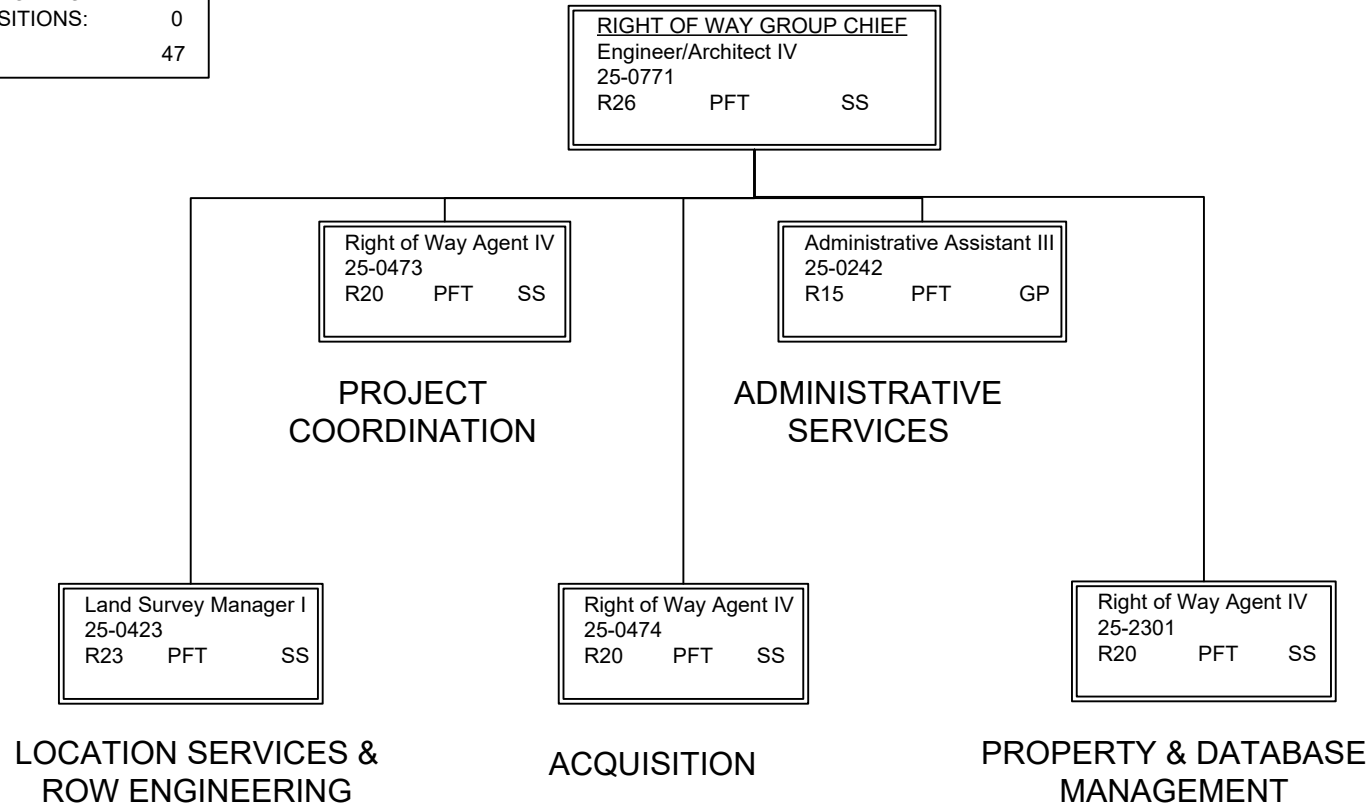 SITIONS: 0
47
RIGHT OF WAY GROUP CHIEF
Engineer/Architect IV
25-0771
R26 PFT SS
Right of Way Agent IV
25-0473
R20 PFT SS
Administrative Assistant III
25-0242
R15 PFT GP
PROJECT
COORDINATION
ADMINISTRATIVE
SERVICES
Land Survey Manager I
25-0423
R23 PFT SS
Right of Way Agent IV
25-0474
R20 PFT SS
Right of Way Agent IV
25-2301
R20 PFT SS
LOCATION SERVICES &
ROW ENGINEERING
ACQUISITION
PROPERTY & DATABASE
MANAGEMENT